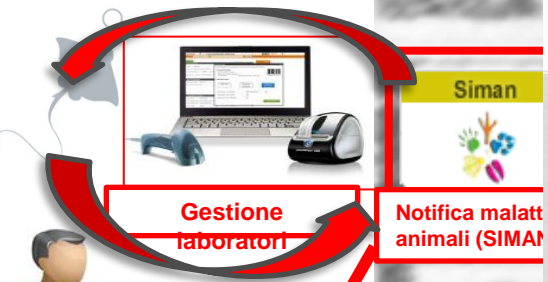 Siman
Gestione
laboratori
Notifica malatt
animali (SIMAN